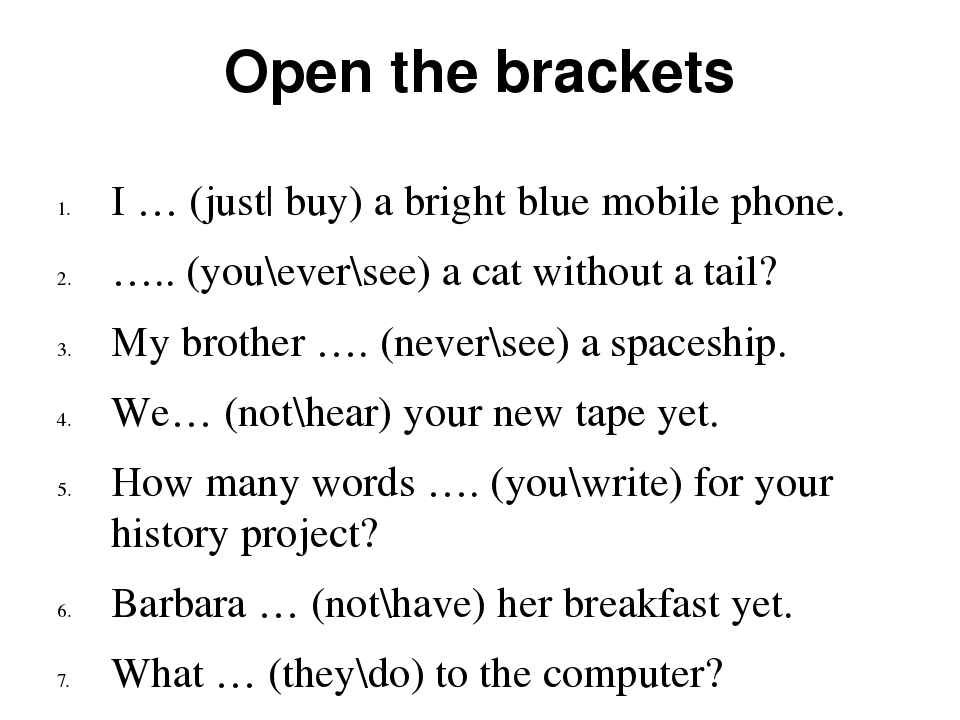 Open the brackets
1. I … (just| buy) a bright blue mobile phone.
2. ….. (you\ever\see) a cat without a tail?
3. My brother …. (never\see) a spaceship.
4. We… (not\hear) your new tape yet.
5. How many words …. (you\write) for your
history project?
6. Barbara … (not\have) her breakfast yet.
7. What … (they\do) to the computer?